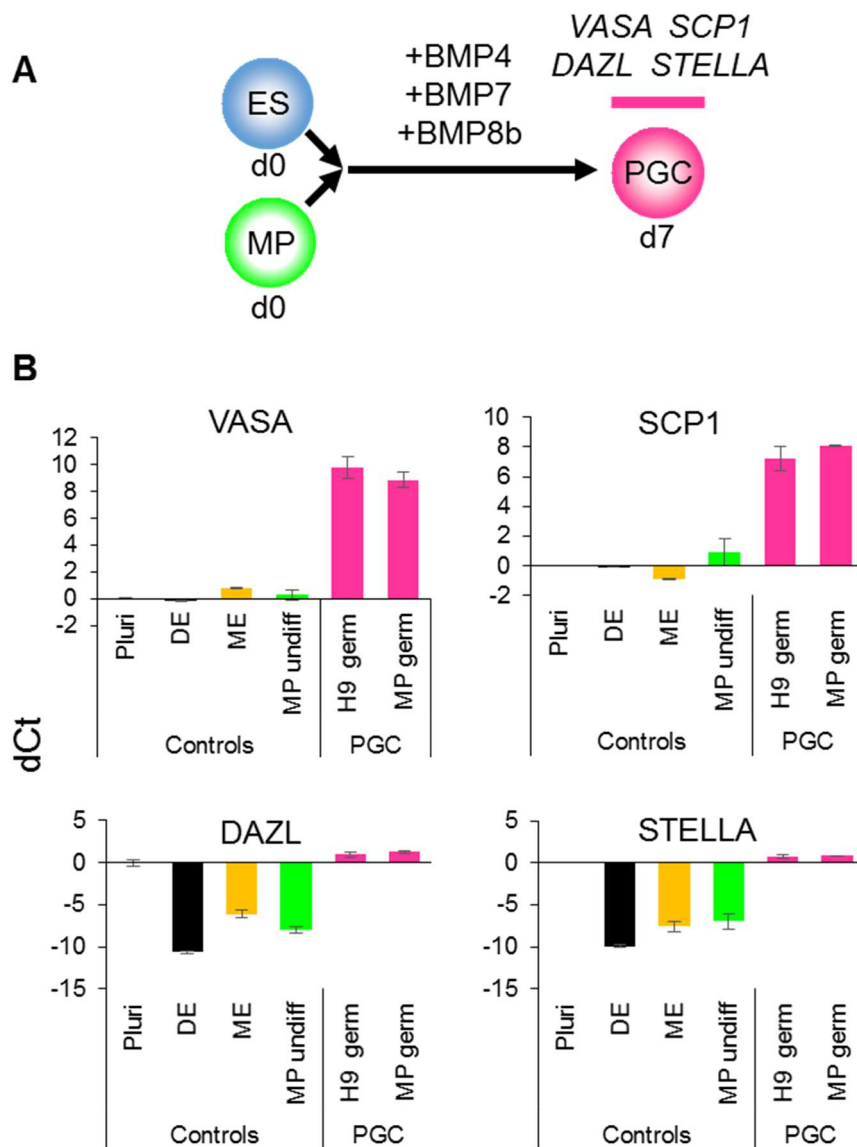 A
ES
d0
MP
d0
+BMP4
+BMP7
+BMP8b
VASA SCP1
DAZL STELLA
PGC
d7
B
dCt
VASA
12
10
8
6
4
2
0
-2
Pluri
DE
ME
MP undiff
H9 germ
MP germ
Controls
PGC
SCP1
10
8
6
4
2
0
-2
Pluri
DE
ME
MP undiff
H9 germ
MP germ
Controls
PGC
DAZL
5
0
-5
-10
-15
Pluri
DE
ME
MP undiff
H9 germ
MP germ
Controls
PGC
STELLA
5
0
-5
-10
-15
Pluri
DE
ME
MP undiff
H9 germ
MP germ
Controls
PGC